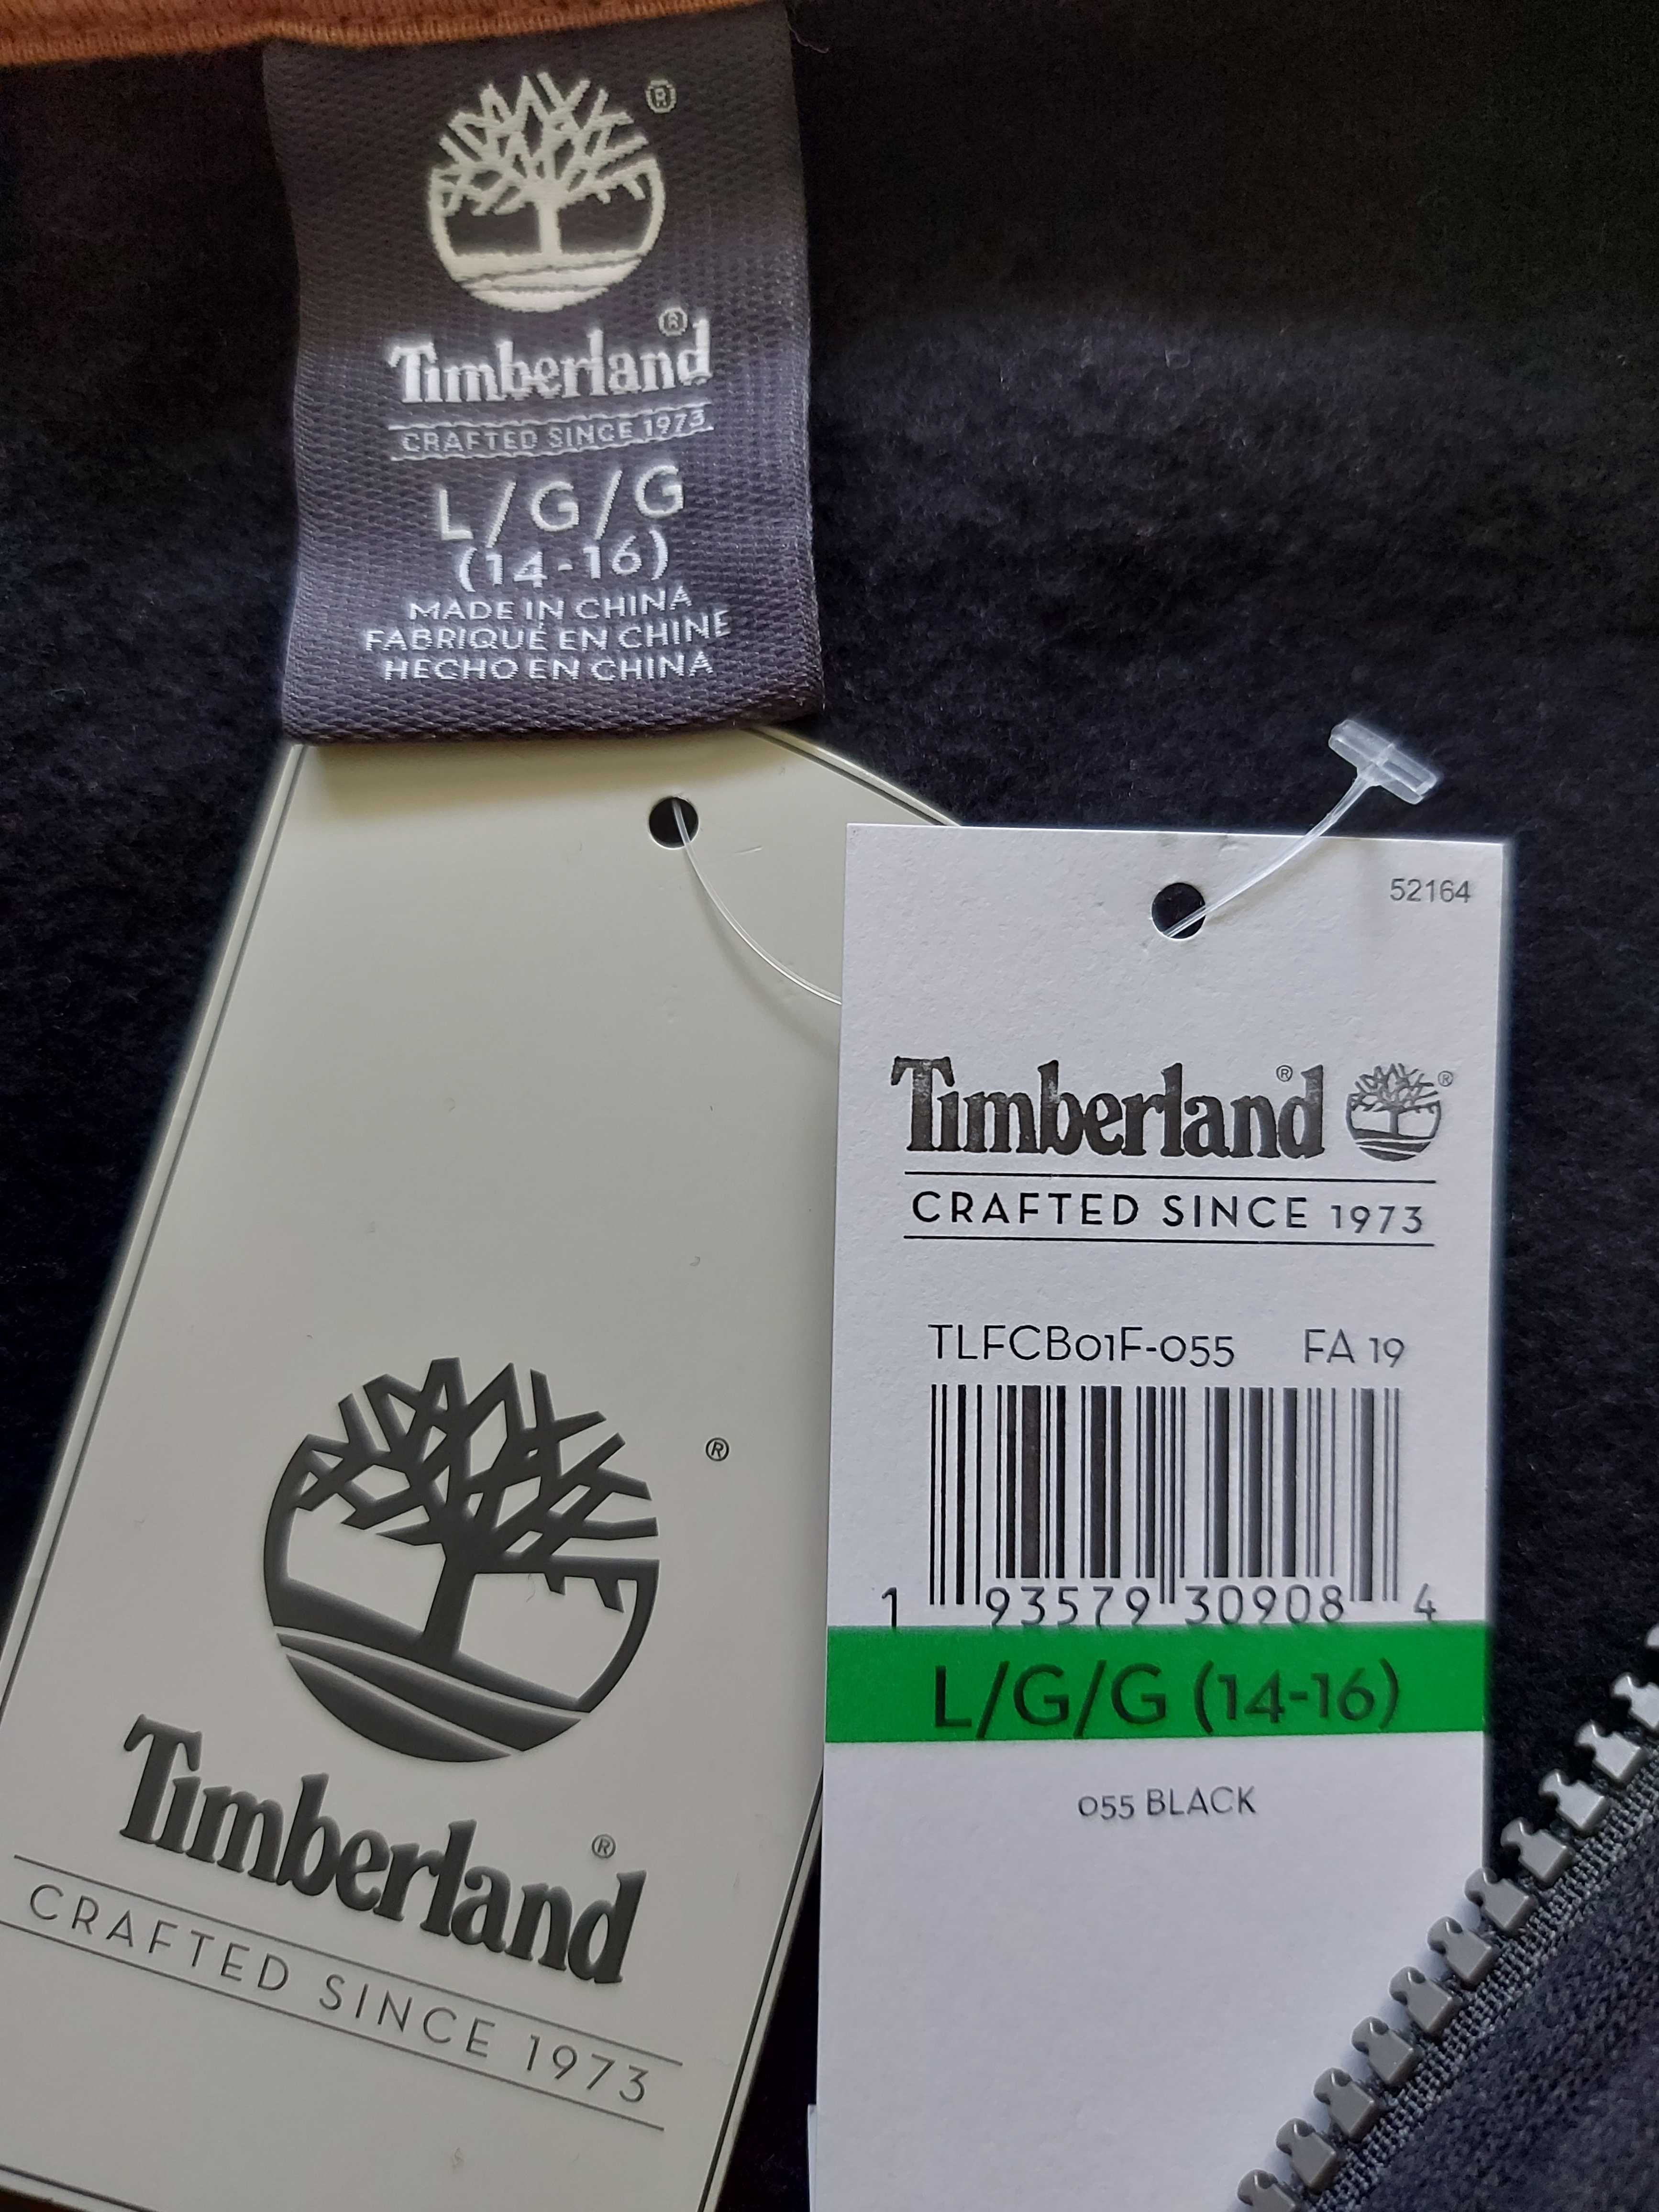 ®
Timberland®
CRAFTED SINCE 1973
L/G/G
(14-16)
MADE IN CHINA
FABRIQUÉ EN CHINE
HECHO EN CHINA
52164
Timberland® ®
CRAFTED SINCE 1973
TLFCB01F-055 FA 19
1 93579 30908 4
L/G/G (14-16)
055 BLACK
®
Timberland®
CRAFTED SINCE 1973